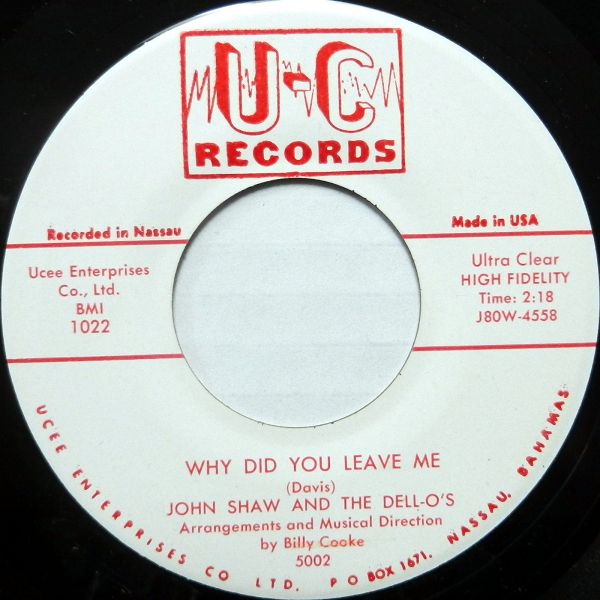 U-C
RECORDS
Recorded in Nassau
Made in USA
Ucee Enterprises
Co., Ltd.
BMI
1022
Ultra Clear
HIGH FIDELITY
Time: 2:18
J80W-4558
WHY DID YOU LEAVE ME
(Davis)
JOHN SHAW AND THE DELL-O'S
Arrangements and Musical Direction
by Billy Cooke
5002
UCEE ENTERPRISES CO LTD. P O BOX 1671, NASSAU, BAHAMAS